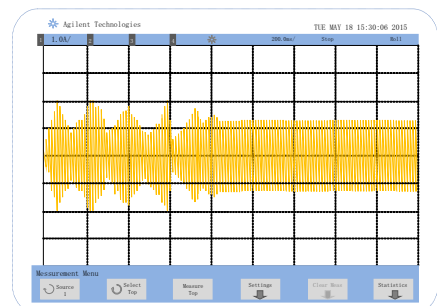 Agilent Technologies
TUE MAY 18 15:30:06 2015
1 1.0A/ 2 3 4 200.0ms/ Stop Roll
Messurement Menu
Source
1
Select
Top
Measure
Top
Settings
Clear Meas
Statistics